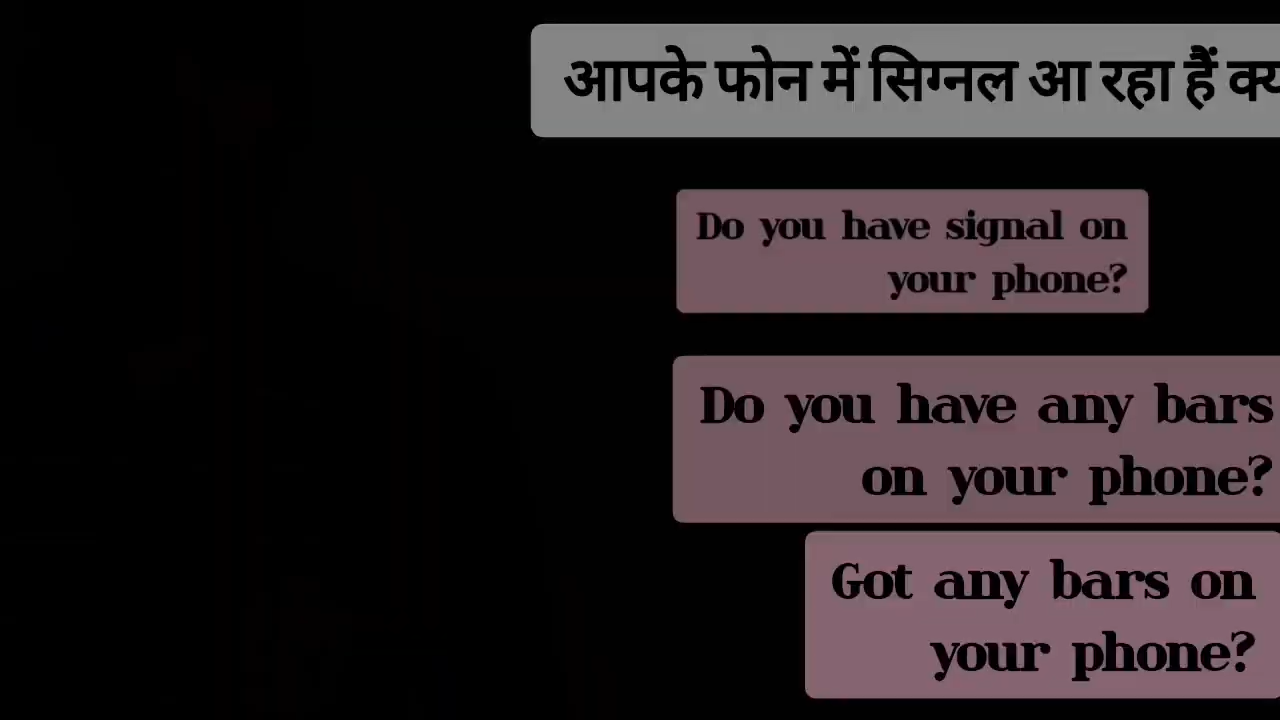 आपके फोन में सिग्नल आ रहा हैं
Do you have signal on
your phone?
Do you have any bars
on your phone?
Got any bars on
your phone?